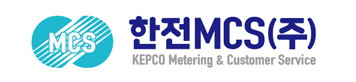 MCS
한전MCS(주)
KEPCO Metering & Customer Service